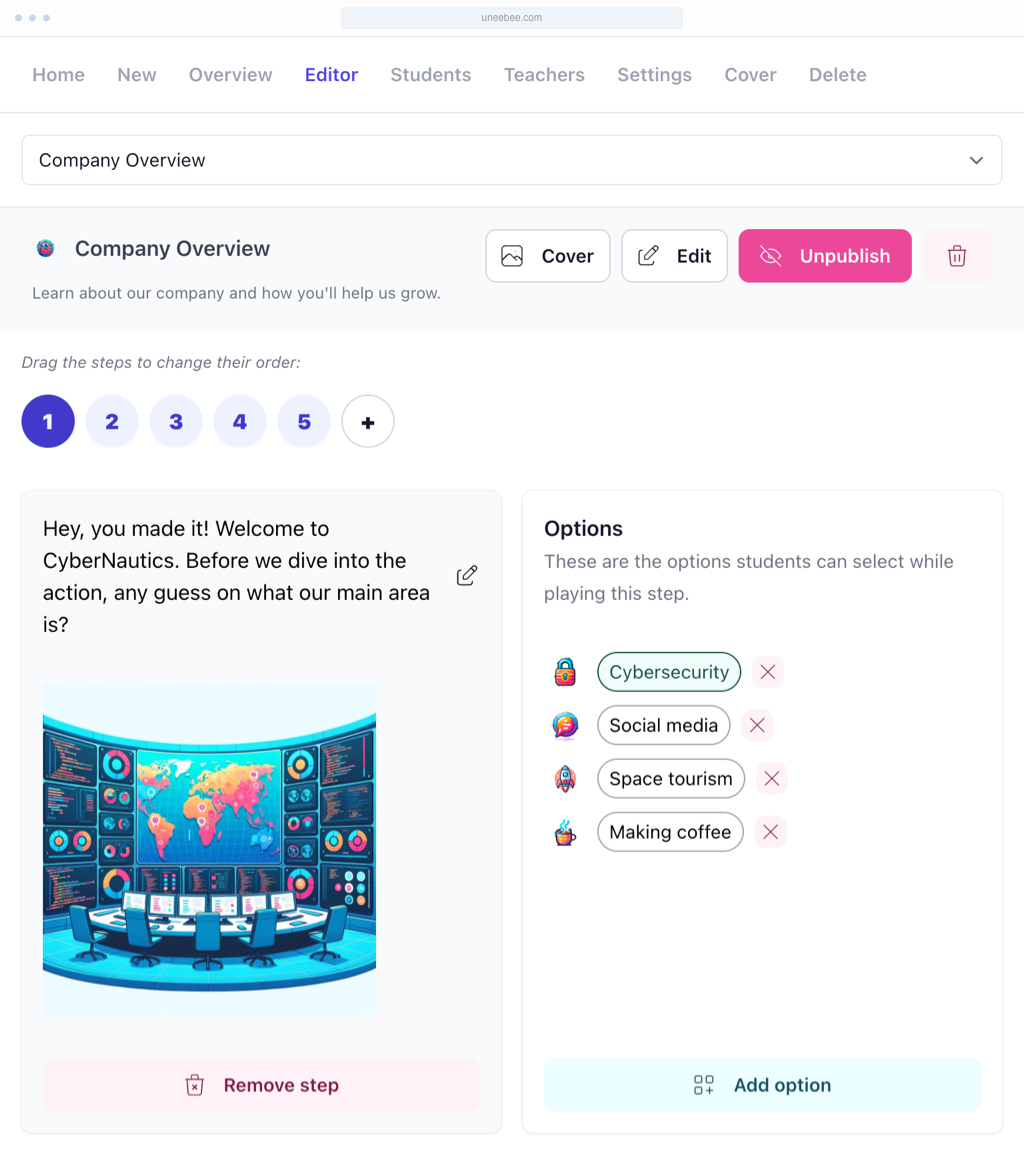 uneebee.com
Home New Overview Editor Students Teachers Settings Cover Delete
Company Overview
Company Overview
Cover Edit Unpublish
Learn about our company and how you'll help us grow.
Drag the steps to change their order:
1 2 3 4 5 +
Hey, you made it! Welcome to
CyberNautics. Before we dive into the
action, any guess on what our main area
is?
Remove step
Options
These are the options students can select while
playing this step.
Cybersecurity
Social media
Space tourism
Making coffee
Add option